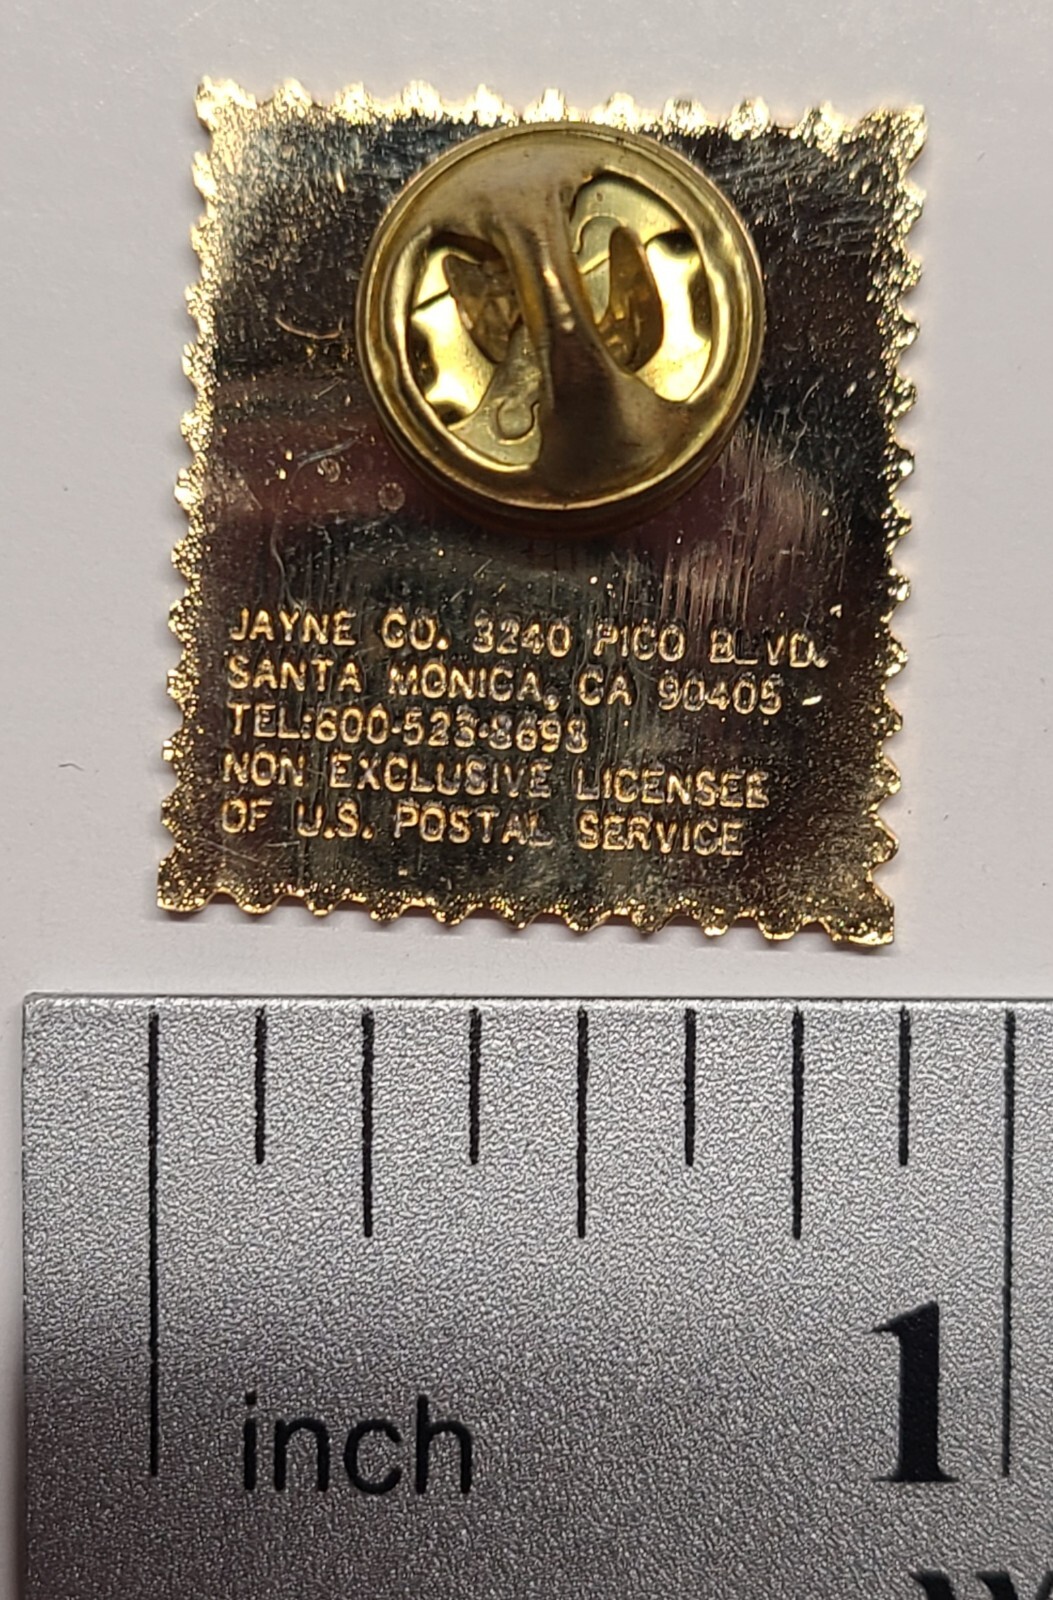 JAYNE CO. 3240 PICO BLVD.
SANTA MONICA, CA 90405
TEL:800-523-8693
NON EXCLUSIVE LICENSEE
OF U.S. POSTAL SERVICE
1
inch